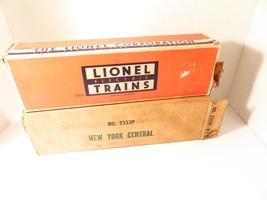 THE LIONEL CORPORATION
LIONEL
ELECTRIC
TRAINS
NO. 2333P
NEW YORK CENTRAL